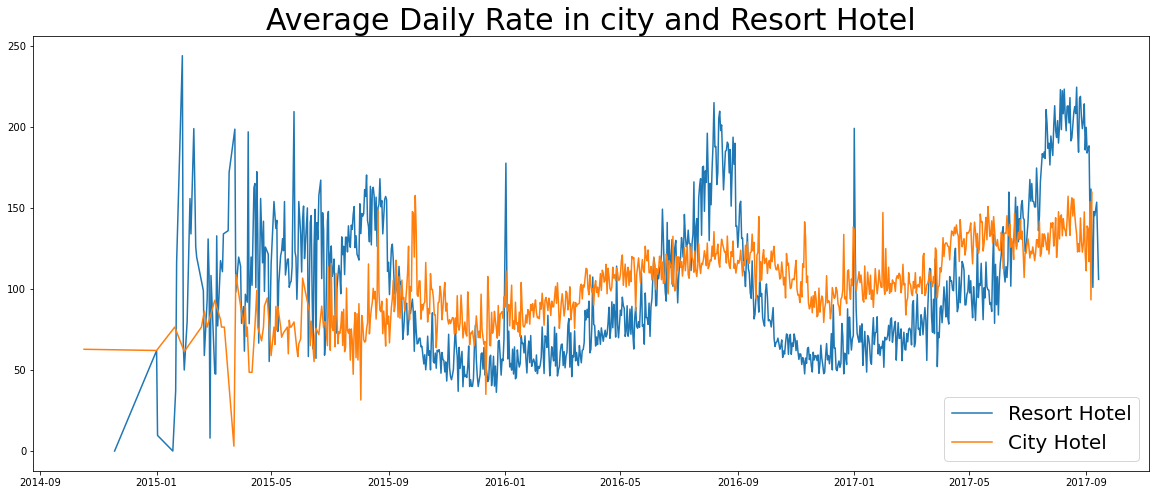 Average Daily Rate in city and Resort Hotel
250
200
150
100
50
0
2014-09 2015-01 2015-05 2015-09 2016-01 2016-05 2016-09 2017-01 2017-05 2017-09
Resort Hotel
City Hotel